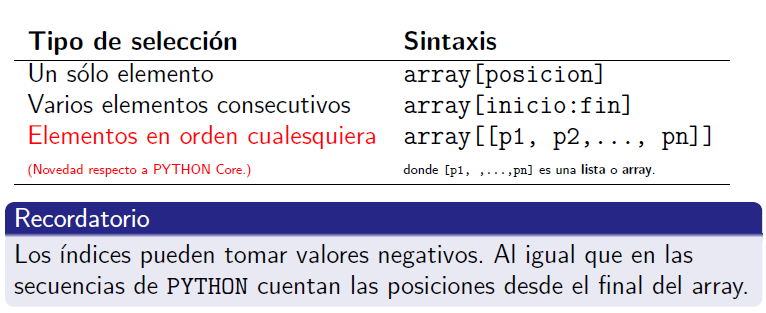 Tipo de selección Sintaxis
Un sólo elemento array[posicion]
Varios elementos consecutivos array[inicio:fin]
Elementos en orden cualesquiera array[[p1, p2,..., pn]]
(Novedad respecto a PYTHON Core.) donde [p1, ,...,pn] es una lista o array.
Recordatorio
Los índices pueden tomar valores negativos. Al igual que en las
secuencias de PYTHON cuentan las posiciones desde el final del array.